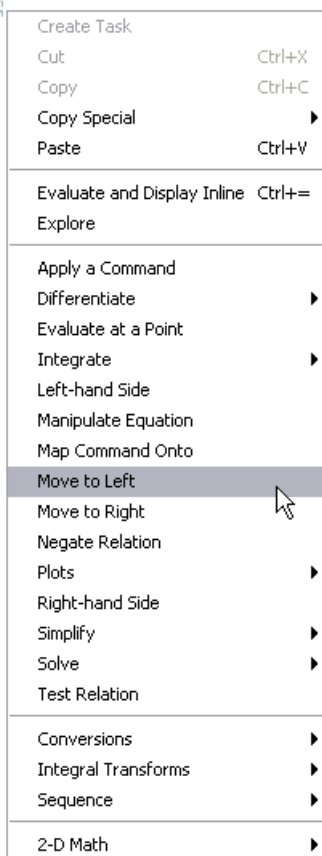 Create Task
Cut Ctrl+X
Copy Ctrl+C
Copy Special
Paste Ctrl+V
Evaluate and Display Inline Ctrl+=
Explore
Apply a Command
Differentiate
Evaluate at a Point
Integrate
Left-hand Side
Manipulate Equation
Map Command Onto
Move to Left
Move to Right
Negate Relation
Plots
Right-hand Side
Simplify
Solve
Test Relation
Conversions
Integral Transforms
Sequence
2-D Math